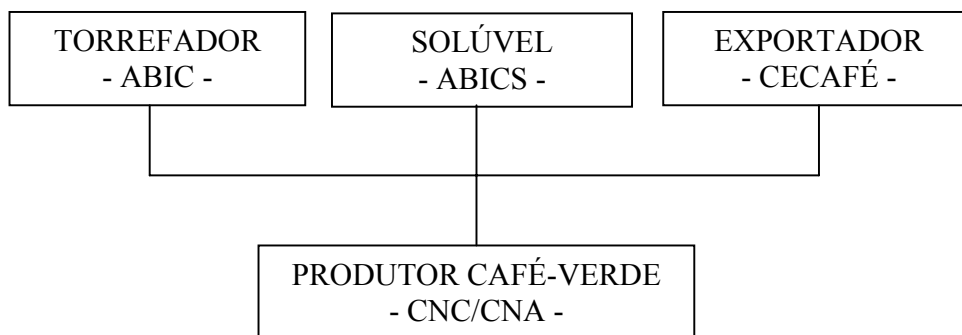 TORREFADOR
- ABIC -
SOLÚVEL
- ABICS -
EXPORTADOR
- CECAFÉ -
PRODUTOR CAFÉ-VERDE
- CNC/CNA -